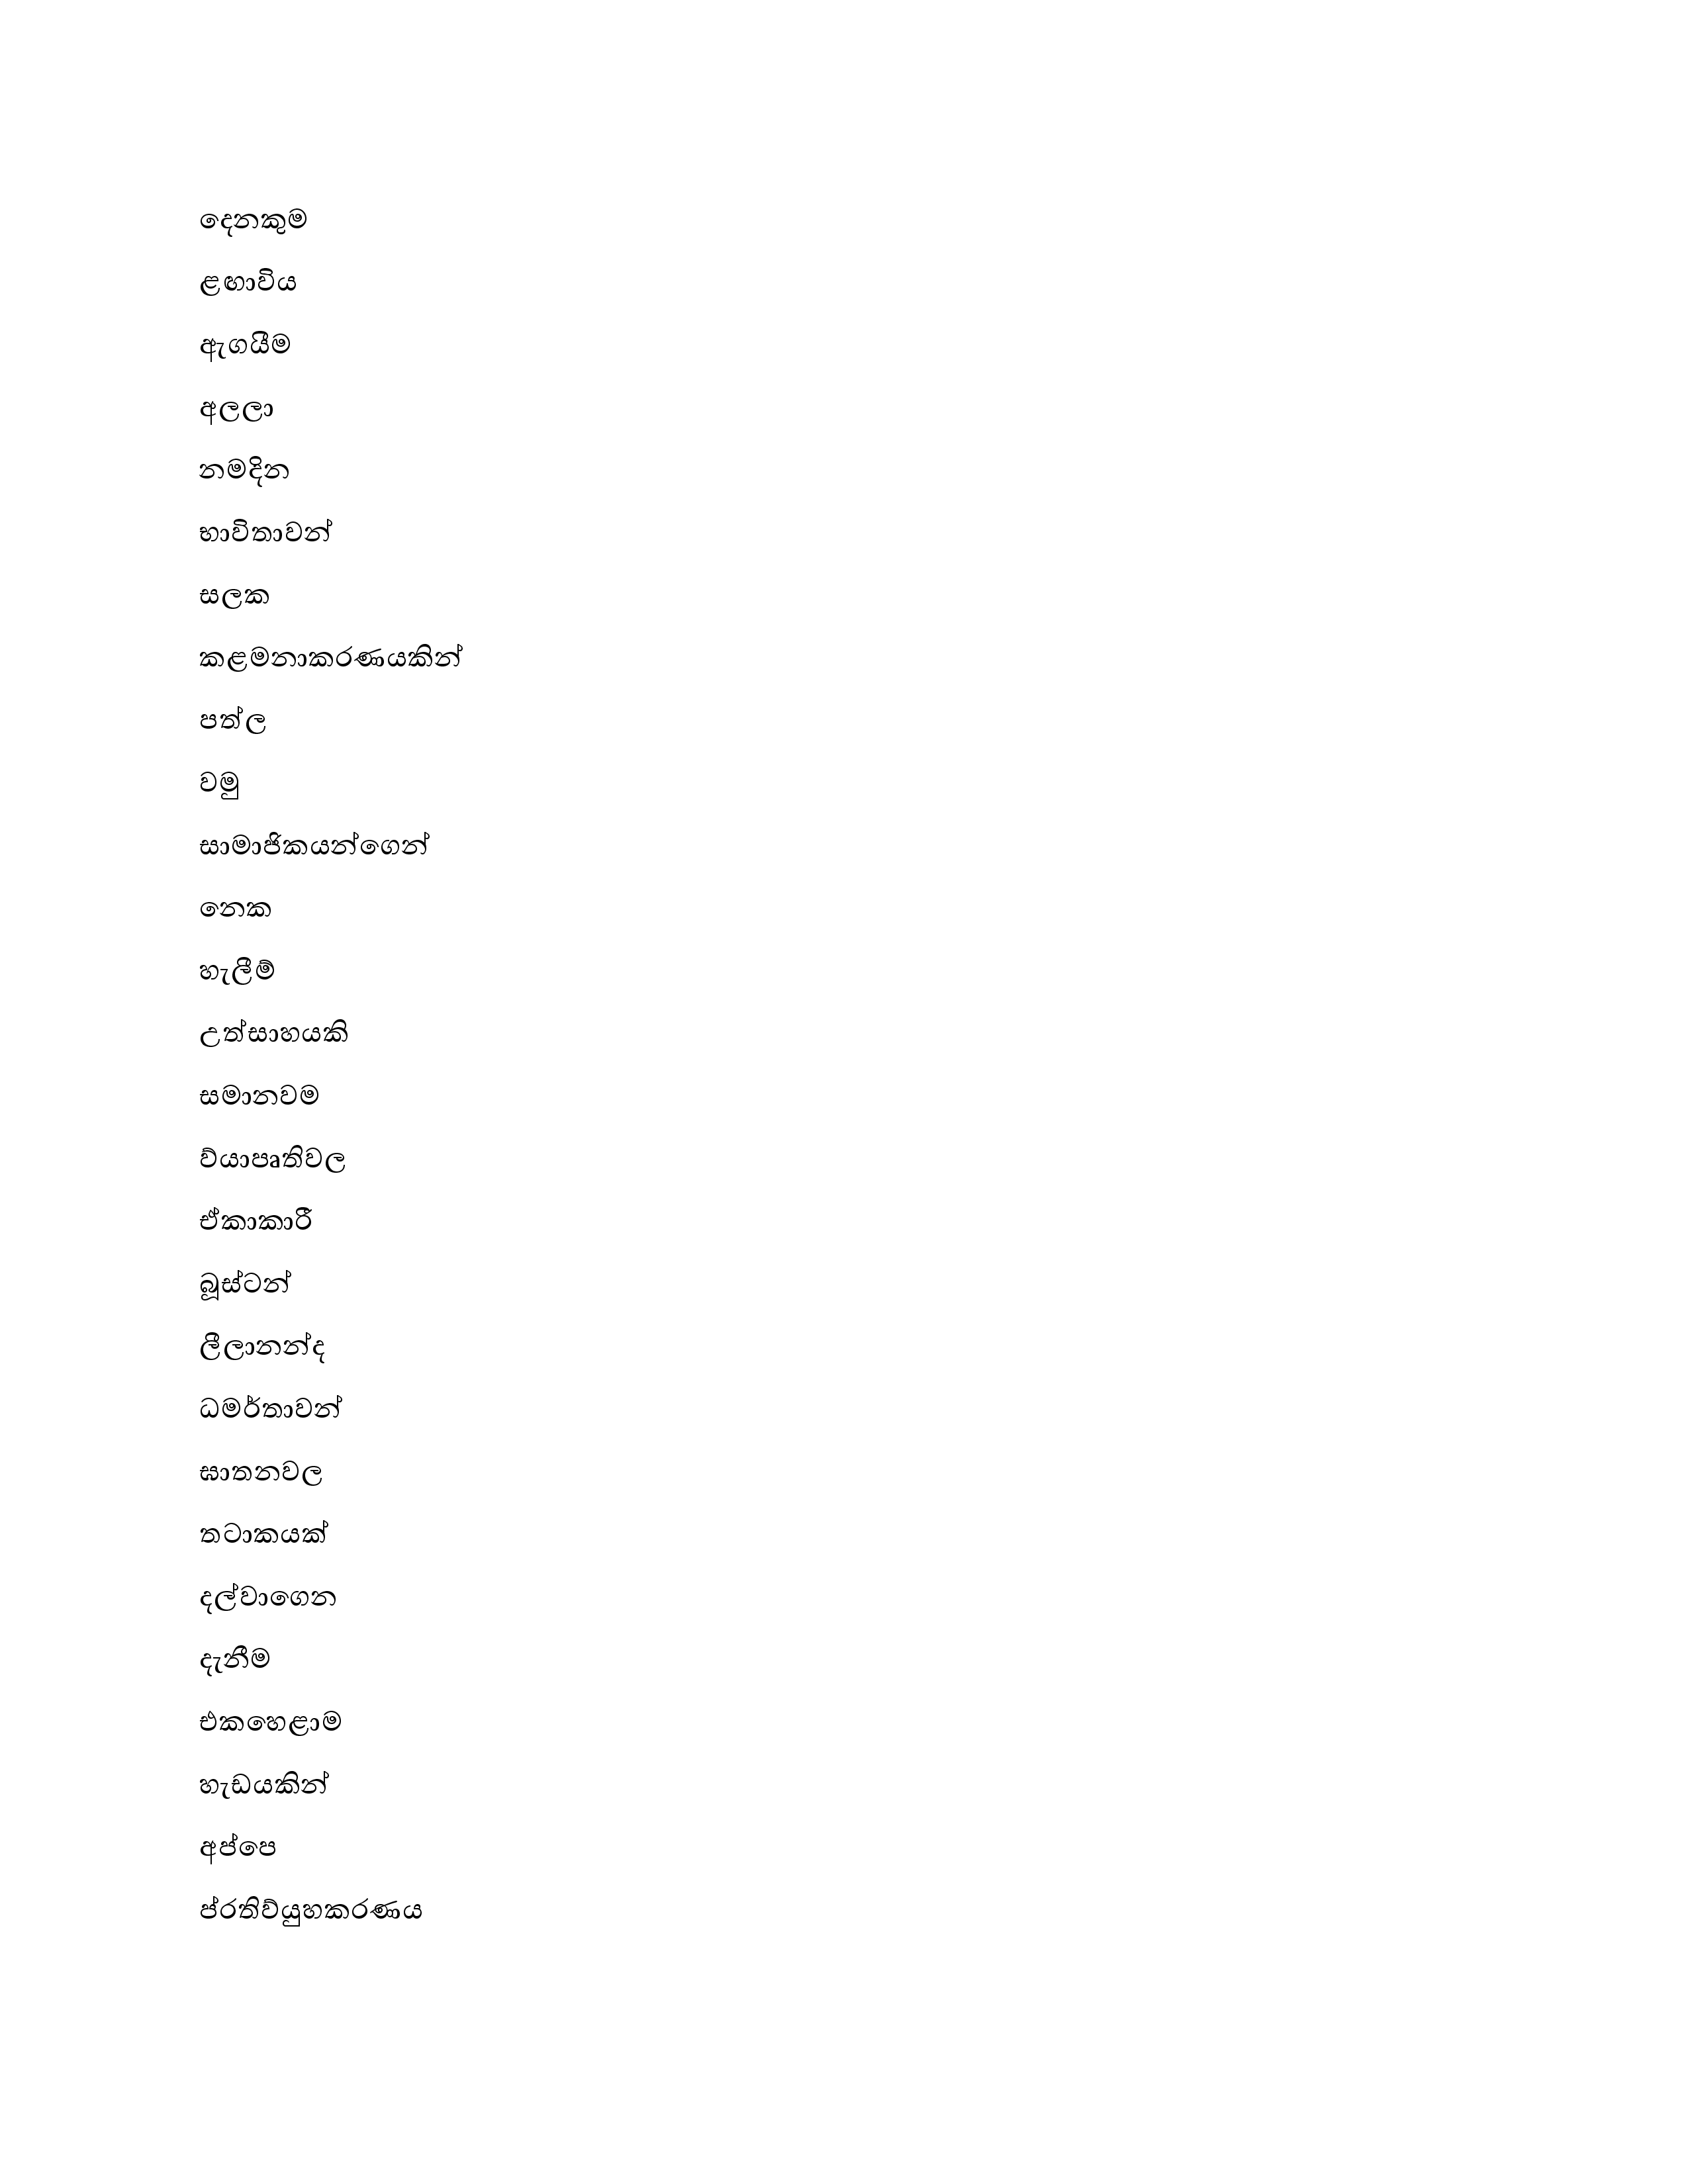 දෙනකුම
ළඟාවිය
ඇගයීම
අලලා
නමදින
භාවිතාවන්
සලක
කළමනාකරණයකින්
පත්ල
වමු
සාමාජිකයන්ගෙන්
නෙක
හැලීම්
උත්සාහයකි
සමානවම
ව්යාපෘතිවල
ඒකාකාරී
බූස්ටන්
ලීලානන්ද
ධමර්තාවන්
ඝාතනවල
තටාකයක්
දල්වාගෙන
දැනීම
එකහෙළාම
හැඩයකින්
අප්පෙ
ප්රතිව්යුහකරණය